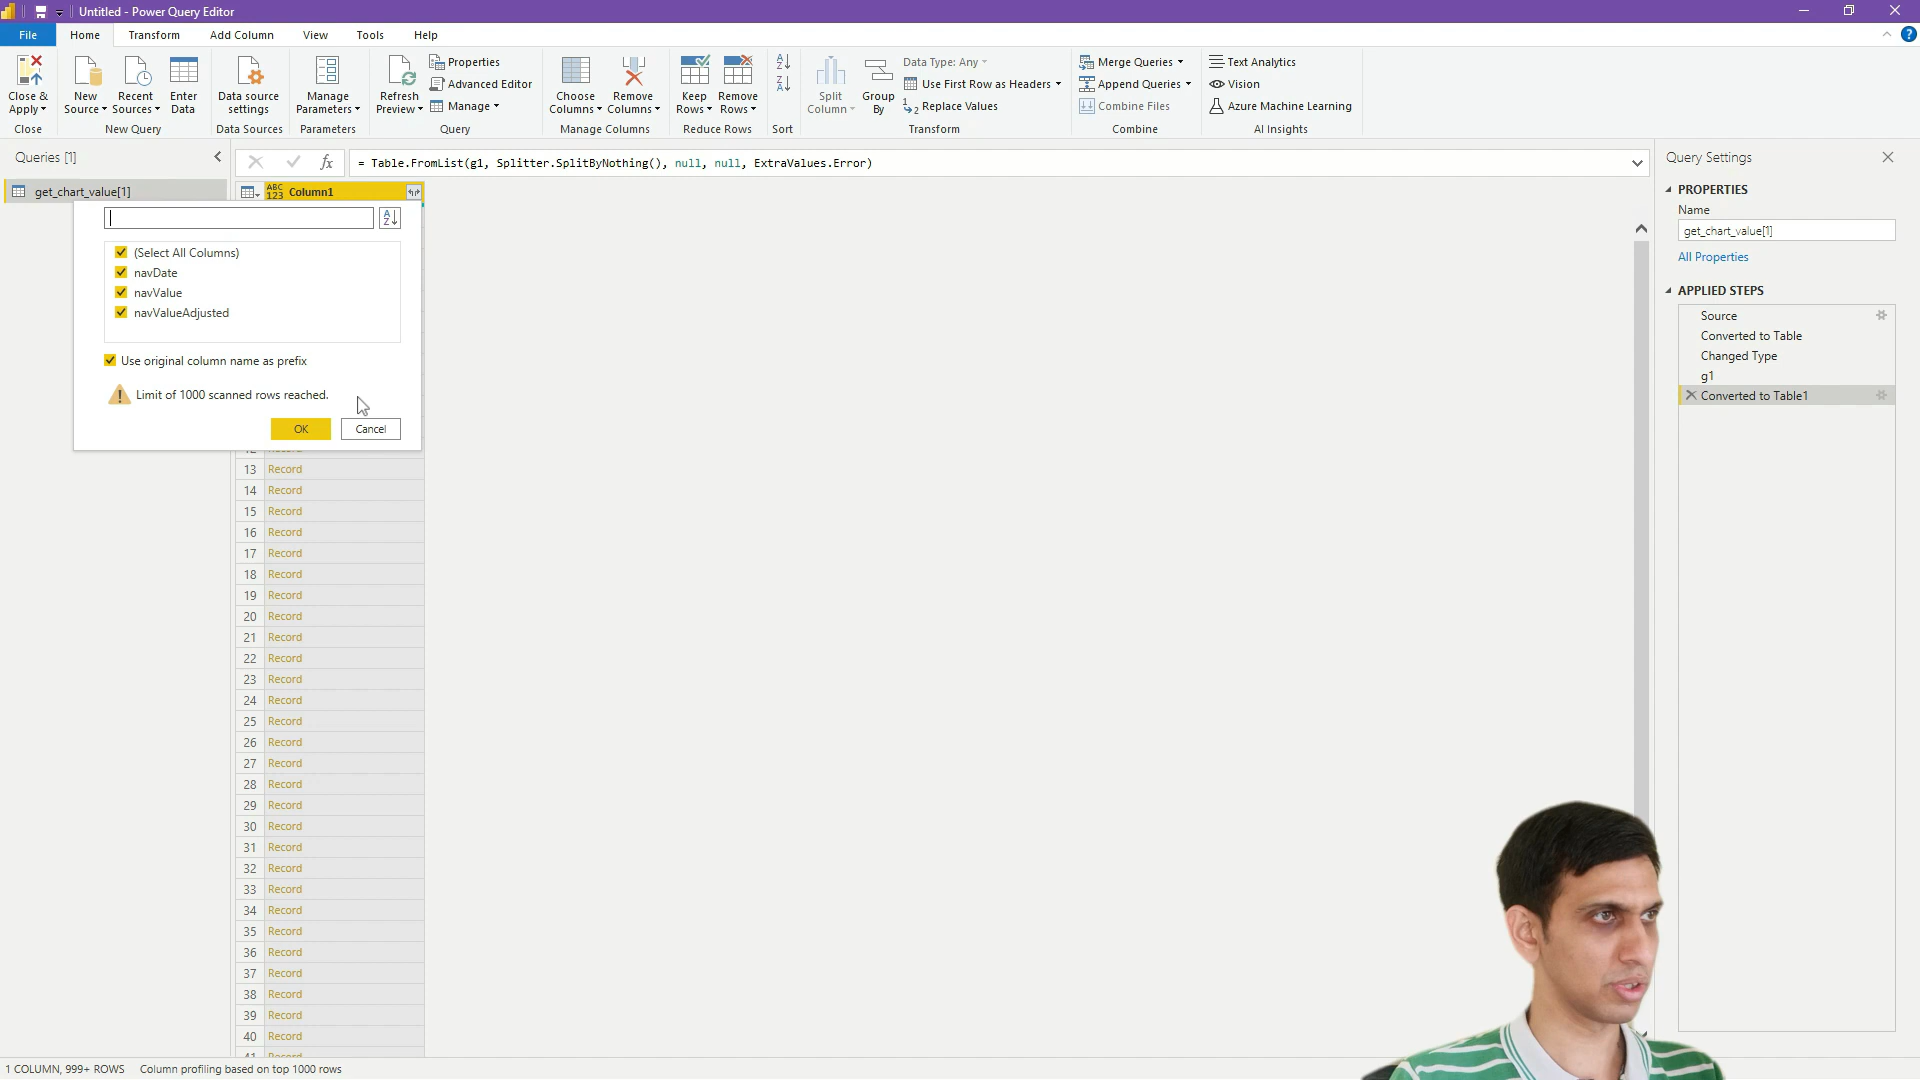 Untitled - Power Query Editor
File Home Transform Add Column View Tools Help
Close & Apply
New Source
Recent Sources
Enter Data
Data source settings
Manage Parameters
Refresh Preview
Properties
Advanced Editor
Manage
Choose Columns
Remove Columns
Keep Rows
Remove Rows
Split Column
Group By
Data Type: Any
Use First Row as Headers
Replace Values
Merge Queries
Append Queries
Combine Files
Text Analytics
Vision
Azure Machine Learning
Close New Query Data Sources Parameters Query Manage Columns Reduce Rows Sort Transform Combine AI Insights
Queries [1]
get_chart_value[1]
= Table.FromList(g1, Splitter.SplitByNothing(), null, null, ExtraValues.Error)
ABC 123 Column1
(Select All Columns)
navDate
navValue
navValueAdjusted
Use original column name as prefix
Limit of 1000 scanned rows reached.
OK Cancel
13 Record
14 Record
15 Record
16 Record
17 Record
18 Record
19 Record
20 Record
21 Record
22 Record
23 Record
24 Record
25 Record
26 Record
27 Record
28 Record
29 Record
30 Record
31 Record
32 Record
33 Record
34 Record
35 Record
36 Record
37 Record
38 Record
39 Record
40 Record
Query Settings
PROPERTIES
Name
get_chart_value[1]
All Properties
APPLIED STEPS
Source
Converted to Table
Changed Type
g1
Converted to Table1
1 COLUMN, 999+ ROWS Column profiling based on top 1000 rows